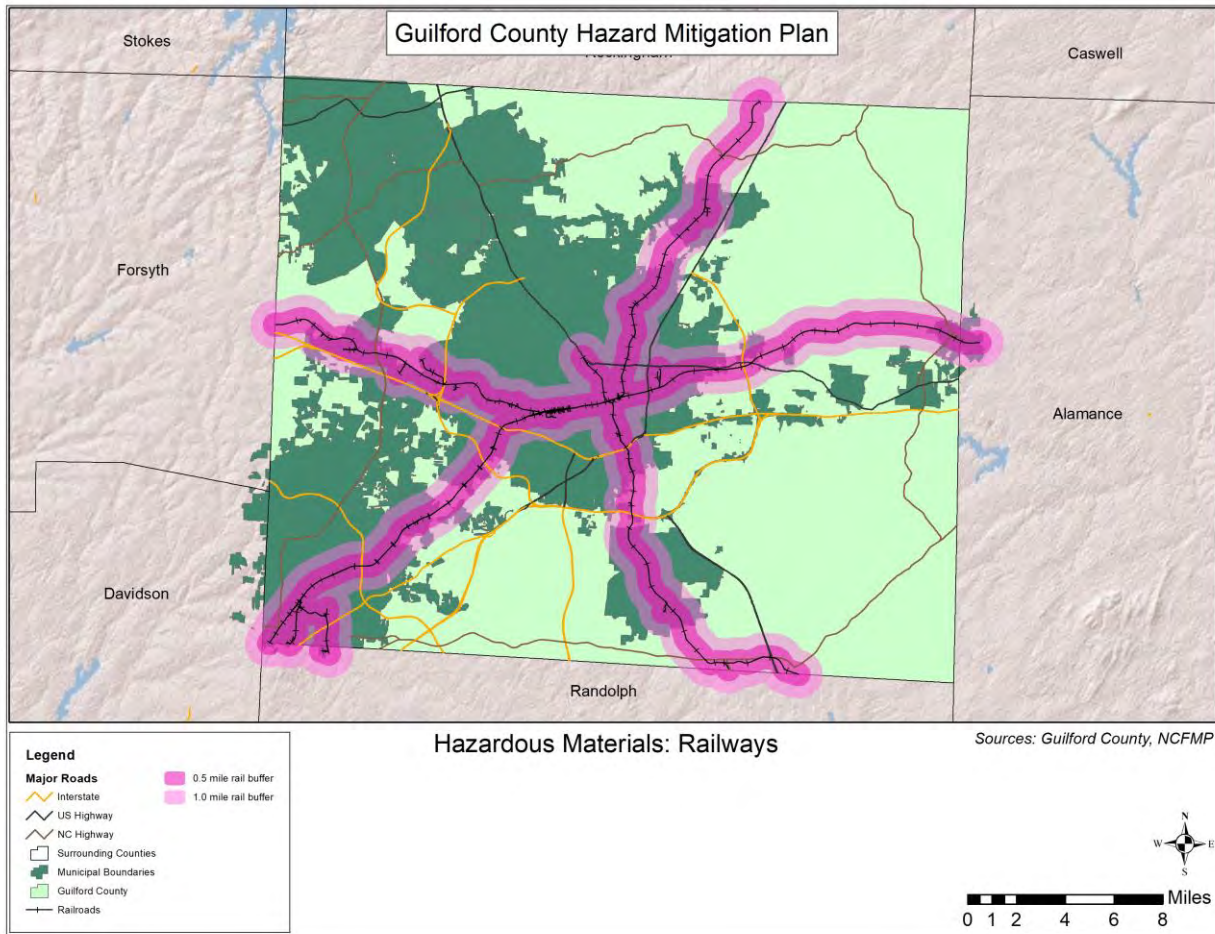 Guilford County Hazard Mitigation Plan
Stokes
Caswell
Forsyth
Alamance
Davidson
Randolph
Hazardous Materials: Railways
Sources: Guilford County, NCFMP
Legend
Major Roads
Interstate
US Highway
NC Highway
Surrounding Counties
Municipal Boundaries
Guilford County
Railroads
0.5 mile rail buffer
1.0 mile rail buffer
N
W E
S
Miles
0 1 2 4 6 8